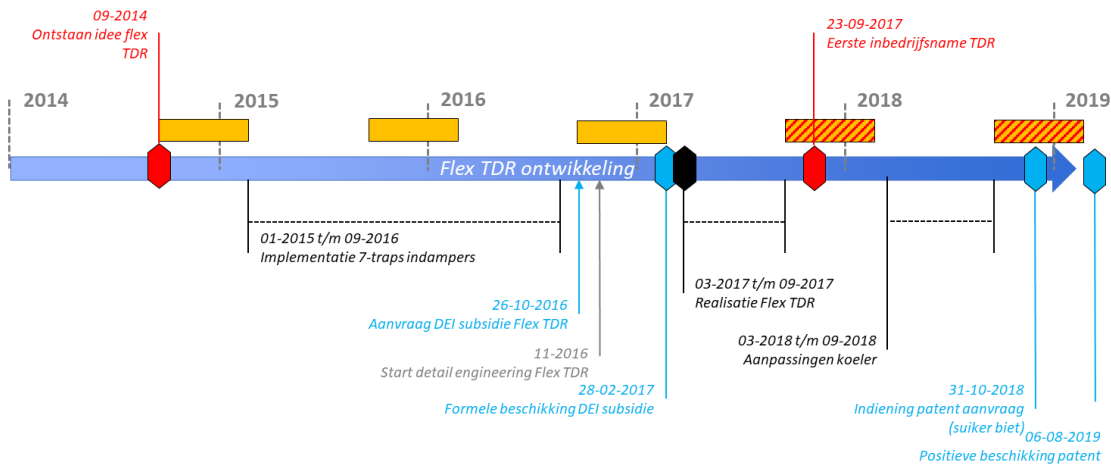 09-2014
Ontstaan idee flex
TDR
23-09-2017
Eerste inbedrijfsname TDR
2014
2015
2016
2017
2018
2019
Flex TDR ontwikkeling
01-2015 t/m 09-2016
Implementatie 7-traps indampers
26-10-2016
Aanvraag DEI subsidie Flex TDR
11-2016
Start detail engineering Flex TDR
28-02-2017
Formele beschikking DEI subsidie
03-2017 t/m 09-2017
Realisatie Flex TDR
03-2018 t/m 09-2018
Aanpassingen koeler
31-10-2018
Indiening patent aanvraag
(suiker biet)
06-08-2019
Positieve beschikking patent